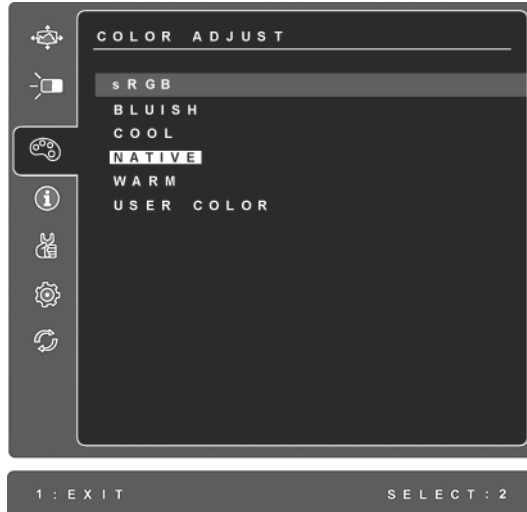 COLOR ADJUST
sRGB
BLUISH
COOL
NATIVE
WARM
USER COLOR
1:EXIT SELECT:2